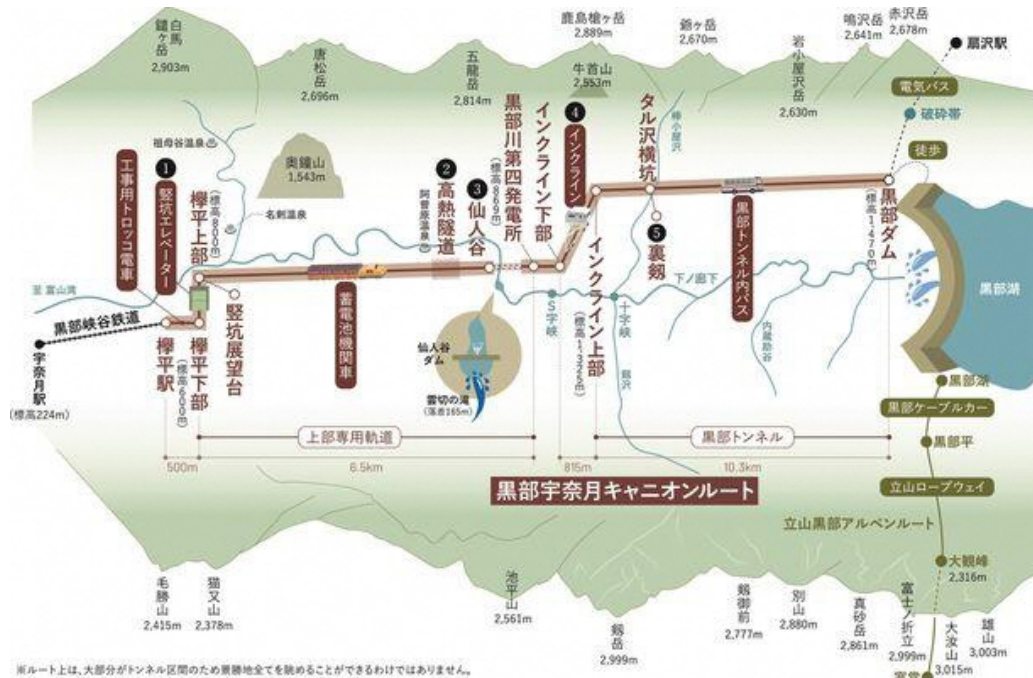 白馬鑓ヶ岳
2,903m
唐松岳
2,696m
五龍岳
2,814m
鹿島槍ヶ岳
2,889m
牛首山
2,553m
爺ヶ岳
2,670m
岩小屋沢岳
2,630m
鳴沢岳
2,641m
赤沢岳
2,678m
扇沢駅
電気バス
破砕帯
徒歩
祖母谷温泉
奥鐘山
1,543m
名剣温泉
工事用トロッコ電車
1
竪坑エレベーター
欅平上部
(標高800m)
2
高熱隧道
阿曽原温泉
3
仙人谷
黒部川第四発電所
(標高869m)
インクライン下部
4
インクライン
タル沢横坑
棒小屋沢
黒部ダム
(標高1,470m)
黒部湖
至 富山湾
黒部峡谷鉄道
宇奈月駅
(標高224m)
欅平駅
欅平下部
(標高600m)
竪坑展望台
蓄電池機関車
仙人谷ダム
雲切の滝
(落差165m)
S字峡
インクライン上部
(標高1,325m)
十字峡
剱沢
5
裏剱
下ノ廊下
黒部トンネル内バス
内蔵助谷
黒部湖
黒部ケーブルカー
黒部平
立山ロープウェイ
立山黒部アルペンルート
大観峰
2,316m
上部専用軌道
黒部トンネル
500m
6.5km
815m
10.3km
黒部宇奈月キャニオンルート
毛勝山
2,415m
猫又山
2,378m
池平山
2,561m
剱岳
2,999m
剱御前
2,777m
別山
2,880m
真砂岳
2,861m
富士ノ折立
2,999m
大汝山
3,015m
雄山
3,003m
※ルート上は、大部分がトンネル区間のため景勝地全てを眺めることができるわけではありません。